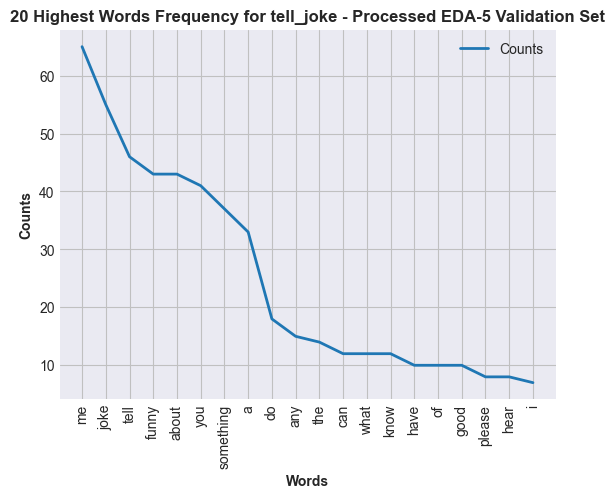 20 Highest Words Frequency for tell_joke - Processed EDA-5 Validation Set
Counts
60
50
40
30
20
10
Counts
me
joke
tell
funny
about
you
something
a
do
any
the
can
what
know
have
of
good
please
hear
i
Words